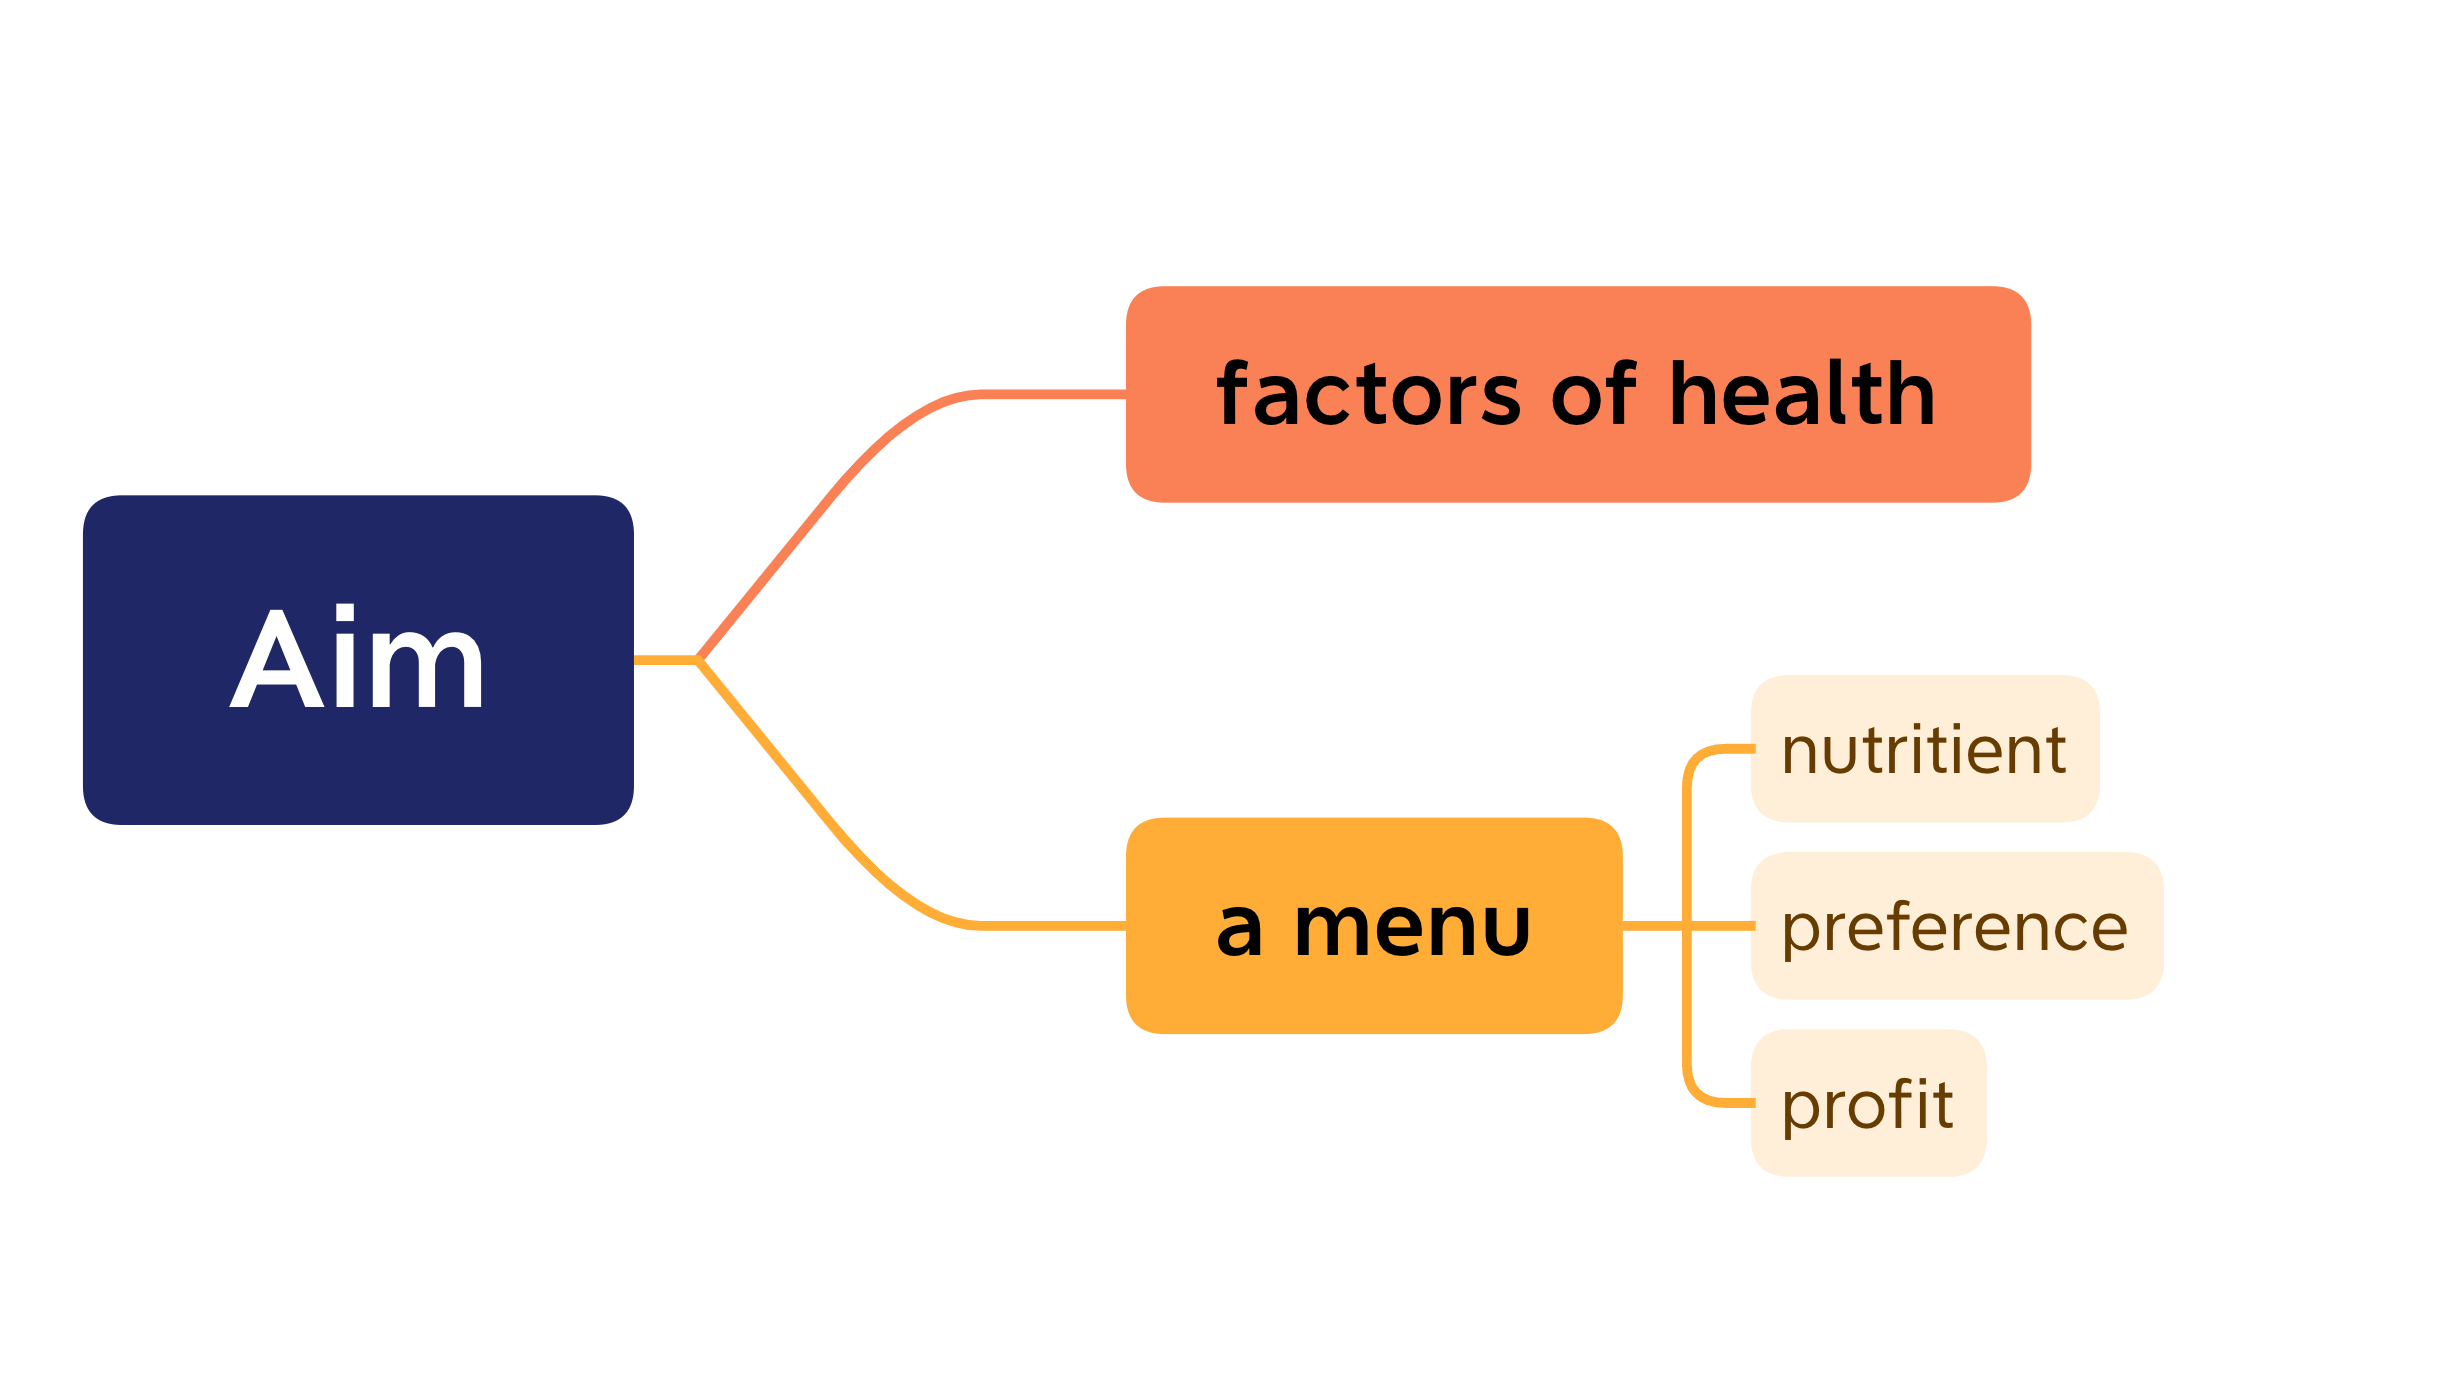 Aim
factors of health
a menu
nutritient
preference
profit